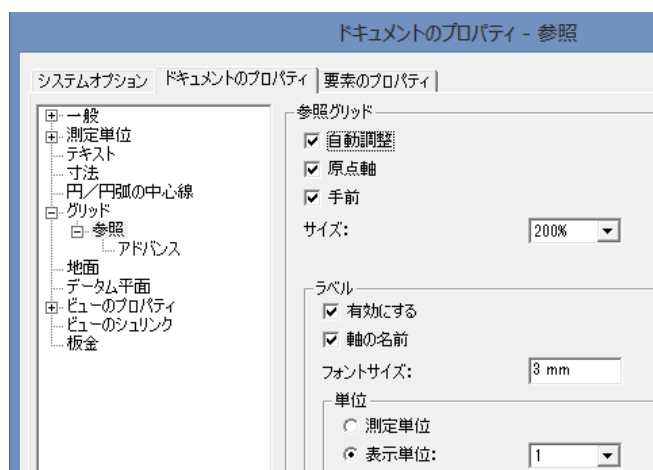 ドキュメントのプロパティ - 参照
システムオプション ドキュメントのプロパティ 要素のプロパティ
一般
測定単位
テキスト
寸法
円／円弧の中心線
グリッド
参照
アドバンス
地面
データム平面
ビューのプロパティ
ビューのシュリンク
板金
参照グリッド
自動調整
原点軸
手前
サイズ: 200%
ラベル
有効にする
軸の名前
フォントサイズ: 3 mm
単位
測定単位
表示単位: 1